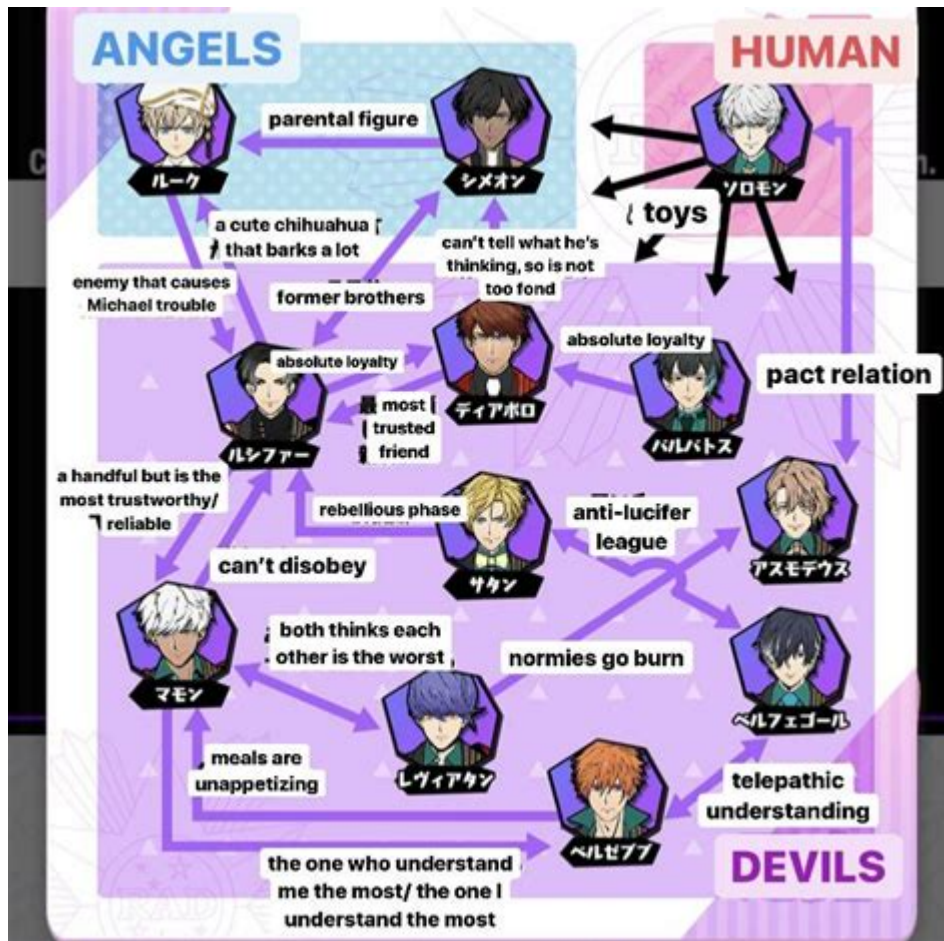 ANGELS
HUMAN
parental figure
ルーク
シメオン
ソロモン
toys
a cute chihuahua
that barks a lot
can't tell what he's
thinking, so is not
too fond
enemy that causes
Michael trouble
former brothers
absolute loyalty
absolute loyalty
pact relation
most
trusted
friend
ディアボロ
ルシファー
バルバトス
a handful but is the
most trustworthy/
reliable
rebellious phase
anti-lucifer
league
can't disobey
サタン
アスモデウス
both thinks each
other is the worst
normies go burn
マモン
ベルフェゴール
meals are
unappetizing
レヴィアタン
telepathic
understanding
ベルゼブブ
the one who understand
me the most/ the one I
understand the most
DEVILS
RAD